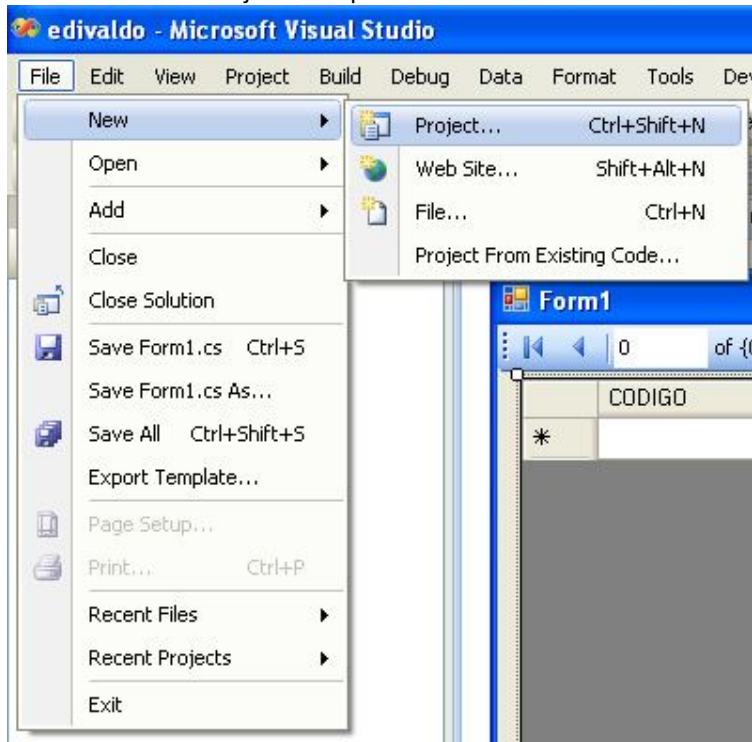 edivaldo - Microsoft Visual Studio
File Edit View Project Build Debug Data Format Tools
New
Project... Ctrl+Shift+N
Open
Web Site... Shift+Alt+N
Add
File... Ctrl+N
Close
Project From Existing Code...
Close Solution
Form1
Save Form1.cs Ctrl+S
0 of
Save Form1.cs As...
CODIGO
Save All Ctrl+Shift+S
Export Template...
Page Setup...
Print... Ctrl+P
Recent Files
Recent Projects
Exit